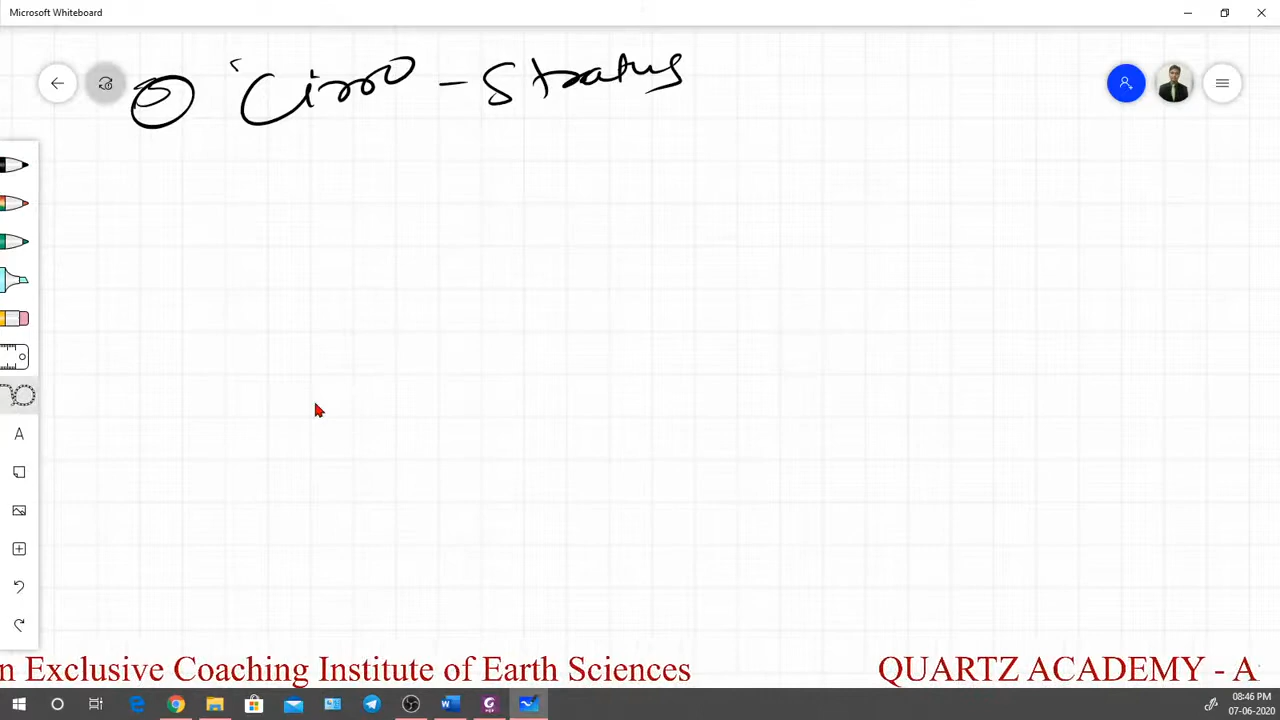 Microsoft Whiteboard
Cirro - Stratus
A
n Exclusive Coaching Institute of Earth Sciences QUARTZ ACADEMY - A
08:46 PM
07-06-2020